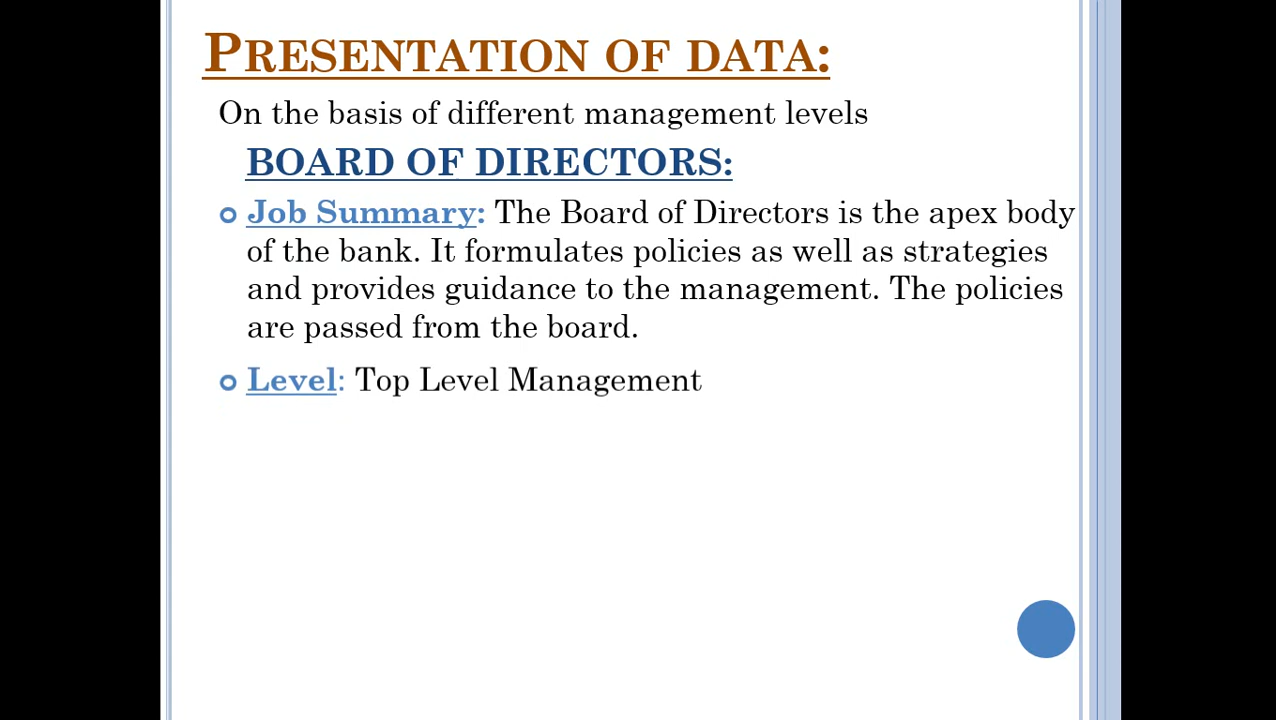 PRESENTATION OF DATA:
On the basis of different management levels
BOARD OF DIRECTORS:
Job Summary: The Board of Directors is the apex body
of the bank. It formulates policies as well as strategies
and provides guidance to the management. The policies
are passed from the board.
Level: Top Level Management